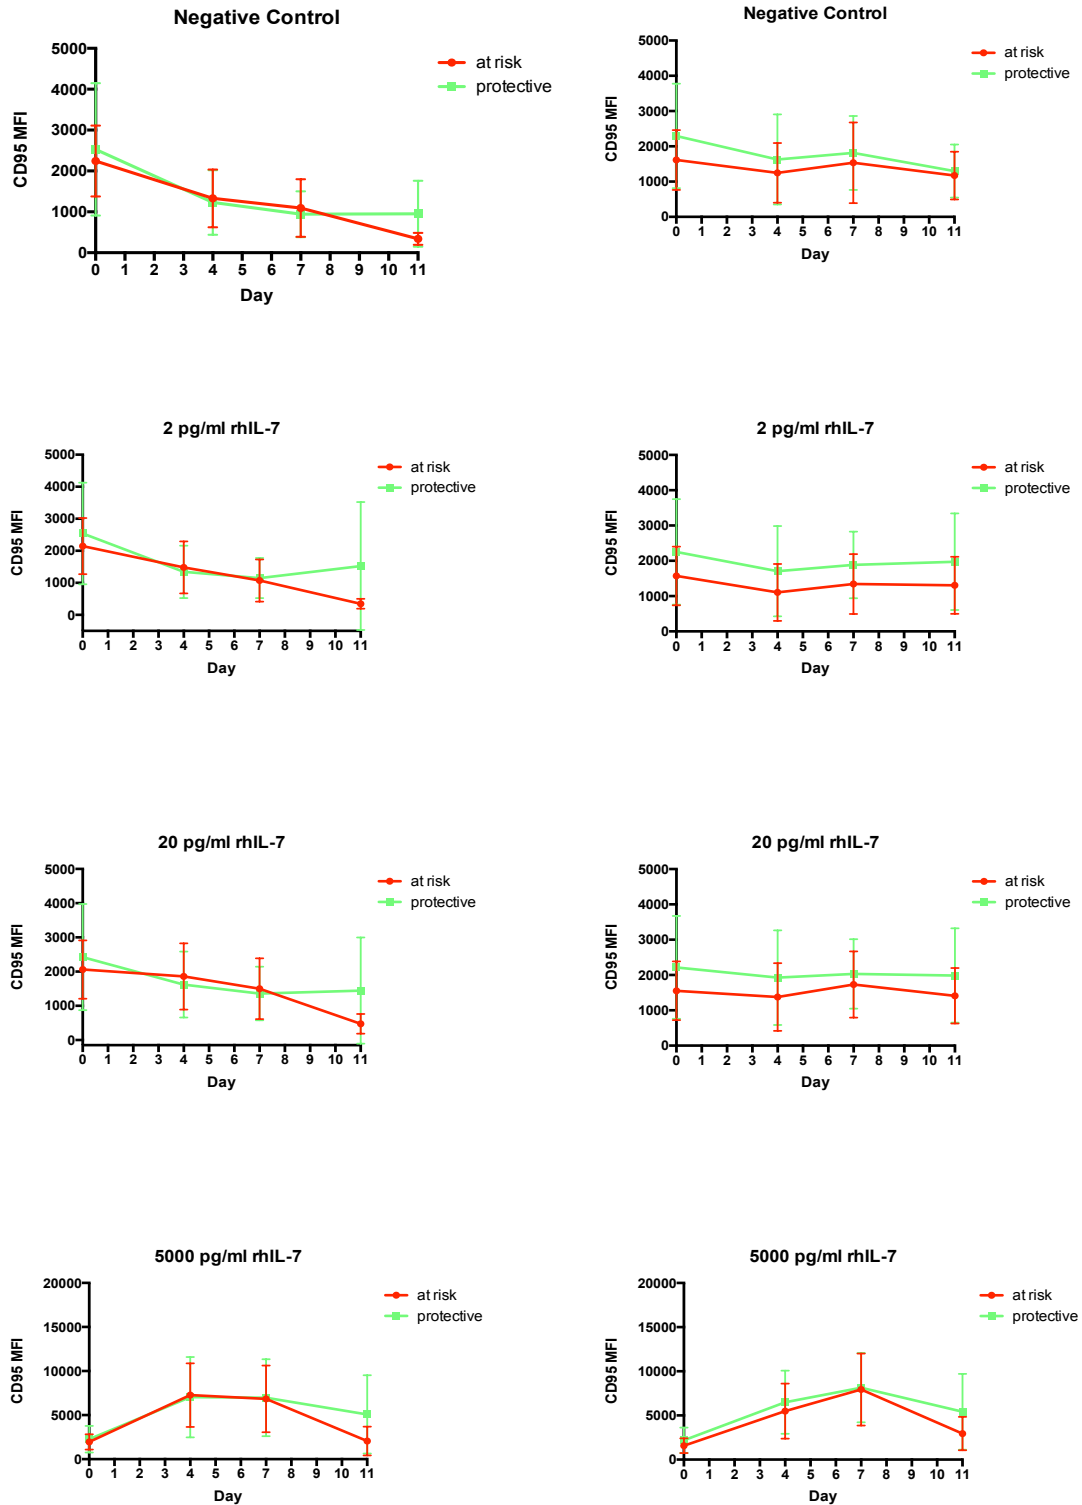 Negative Control
5000
4000
3000
2000
1000
0
CD95 MFI
0 1 2 3 4 5 6 7 8 9 10 11
Day
at risk
protective
Negative Control
5000
4000
3000
2000
1000
0
CD95 MFI
0 1 2 3 4 5 6 7 8 9 10 11
Day
at risk
protective
2 pg/ml rhIL-7
5000
4000
3000
2000
1000
0
CD95 MFI
0 1 2 3 4 5 6 7 8 9 10 11
Day
at risk
protective
2 pg/ml rhIL-7
5000
4000
3000
2000
1000
0
CD95 MFI
0 1 2 3 4 5 6 7 8 9 10 11
Day
at risk
protective
20 pg/ml rhIL-7
5000
4000
3000
2000
1000
0
CD95 MFI
0 1 2 3 4 5 6 7 8 9 10 11
Day
at risk
protective
20 pg/ml rhIL-7
5000
4000
3000
2000
1000
0
CD95 MFI
0 1 2 3 4 5 6 7 8 9 10 11
Day
at risk
protective
5000 pg/ml rhIL-7
20000
15000
10000
5000
0
CD95 MFI
0 1 2 3 4 5 6 7 8 9 10 11
Day
at risk
protective
5000 pg/ml rhIL-7
20000
15000
10000
5000
0
CD95 MFI
0 1 2 3 4 5 6 7 8 9 10 11
Day
at risk
protective